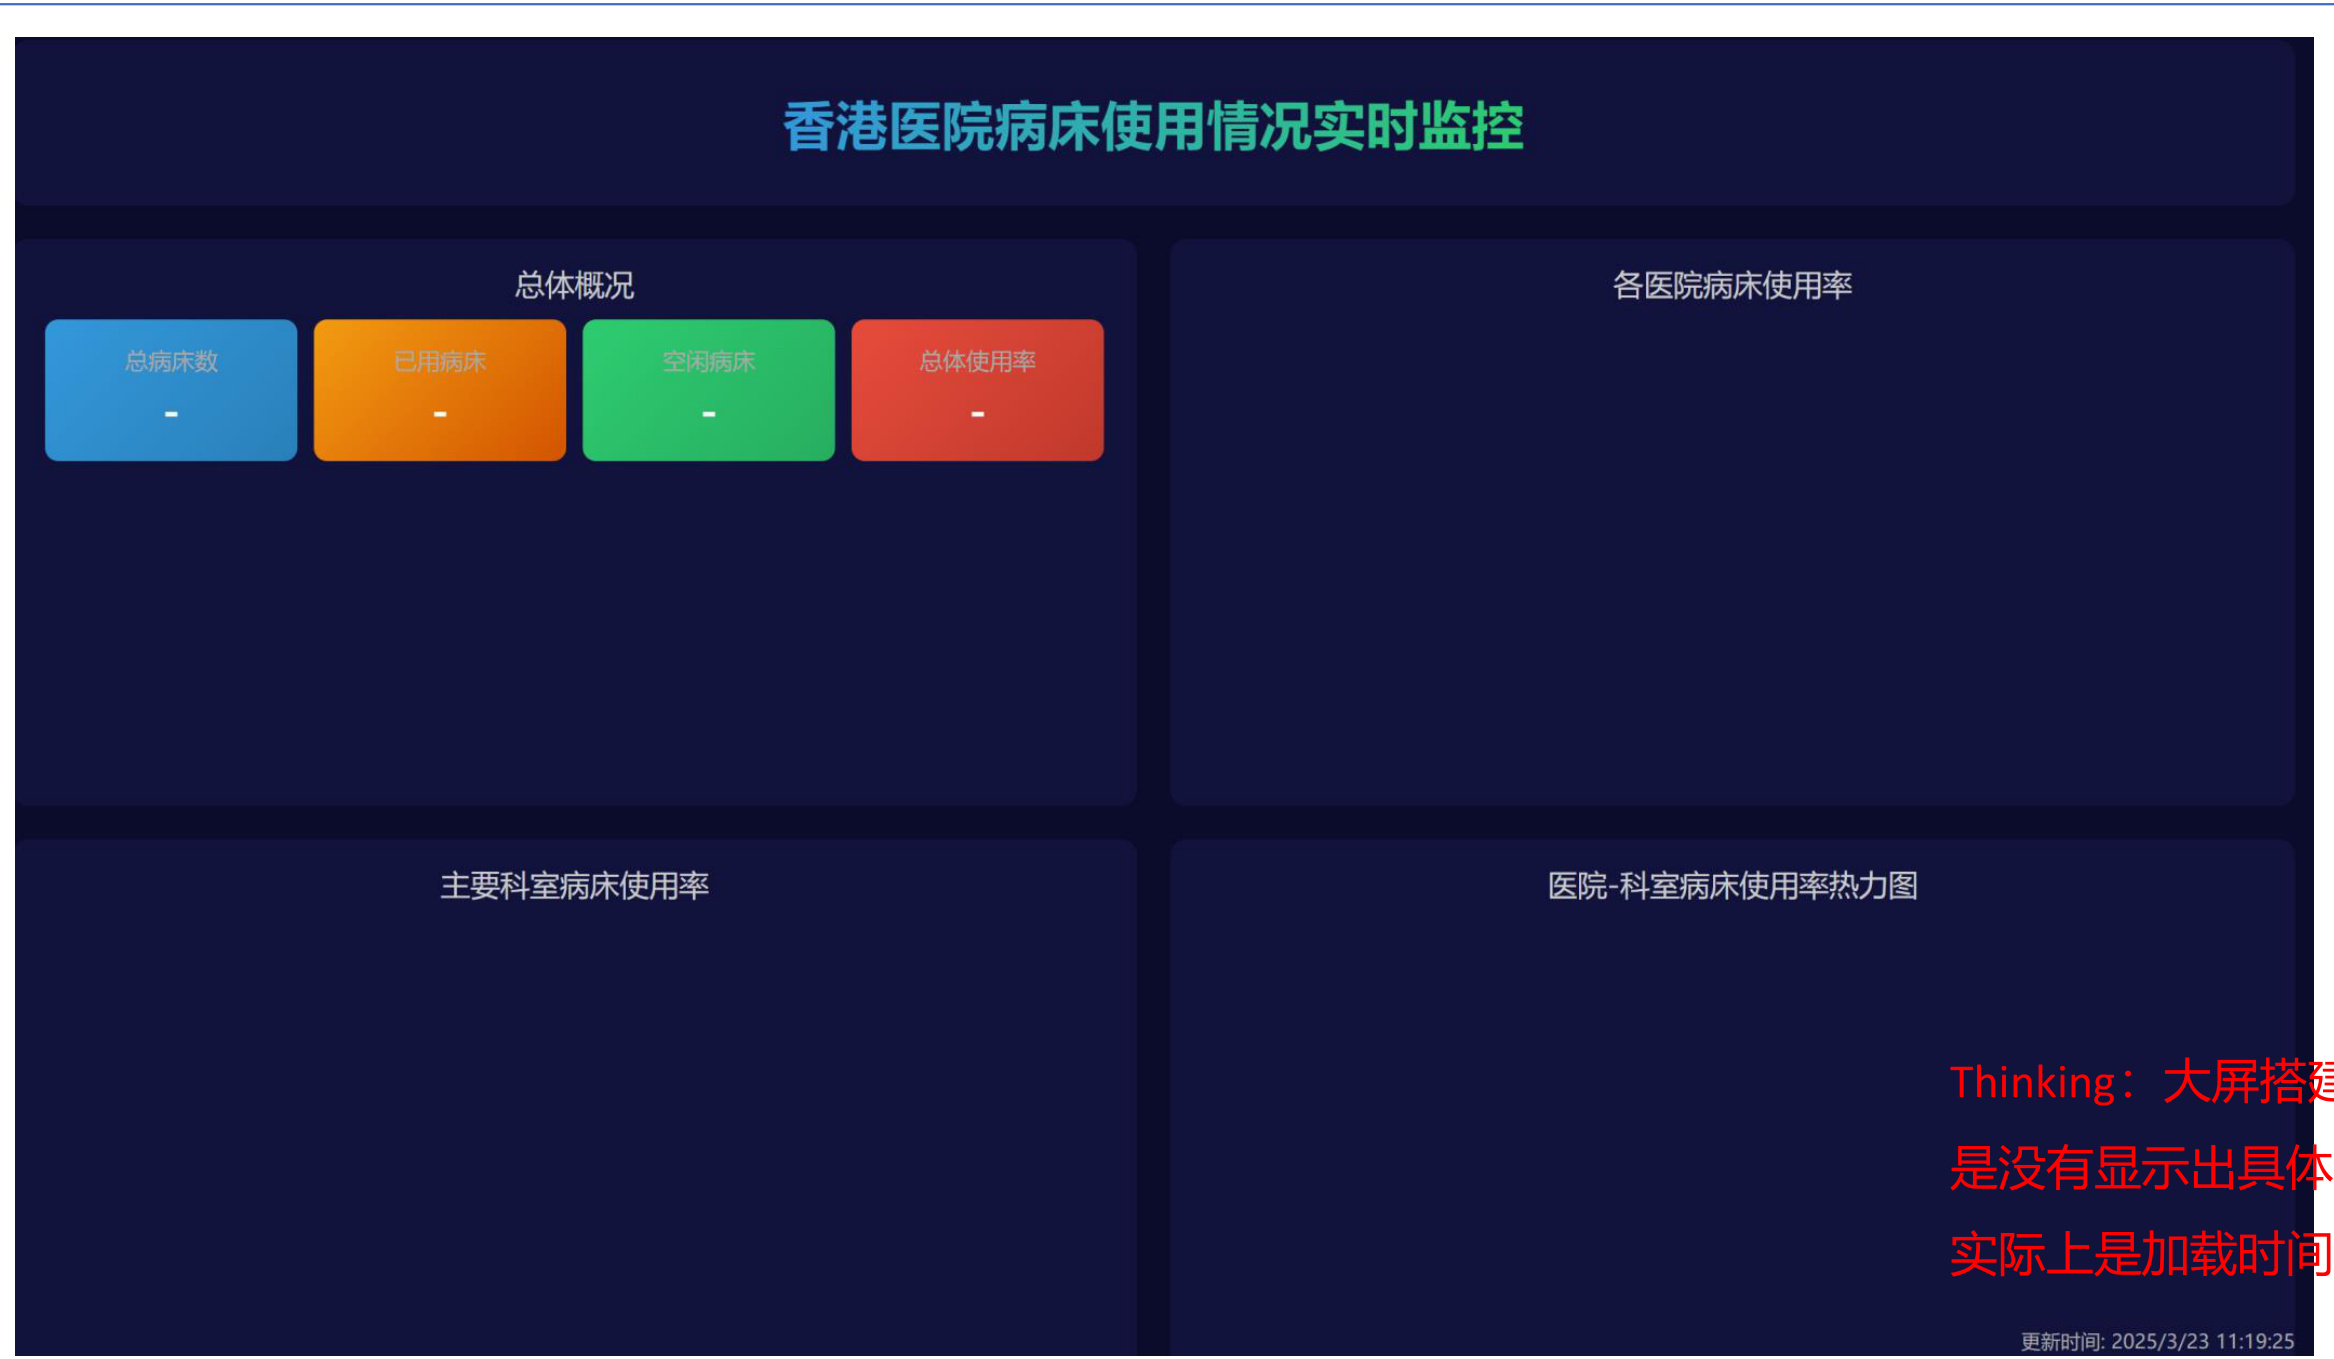 香港医院病床使用情况实时监控
总体概况
总病床数
-
已用病床
-
空闲病床
-
总体使用率
-
各医院病床使用率
主要科室病床使用率
医院-科室病床使用率热力图
Thinking：大屏搭建
是没有显示出具体
实际上是加载时间
更新时间: 2025/3/23 11:19:25